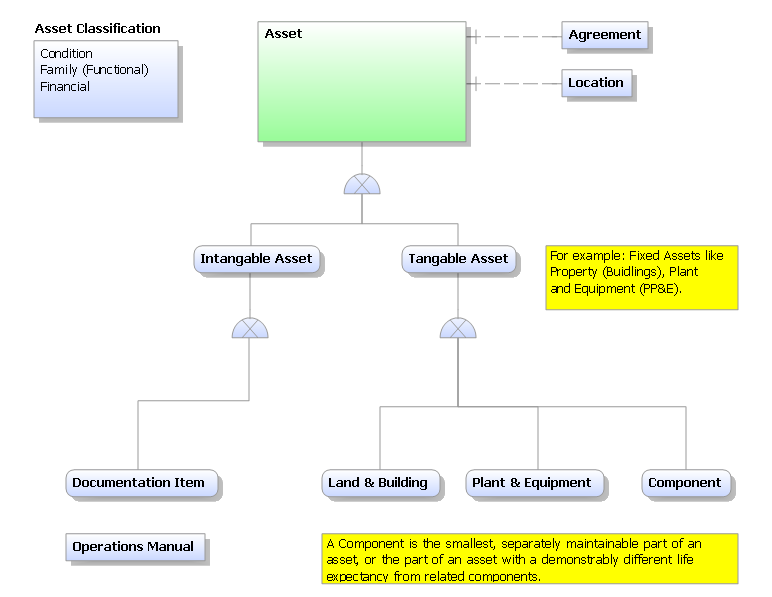 Asset Classification
Condition
Family (Functional)
Financial
Asset
Agreement
Location
Intangable Asset
Tangable Asset
For example: Fixed Assets like
Property (Buidlings), Plant
and Equipment (PP&E).
Documentation Item
Land & Building
Plant & Equipment
Component
Operations Manual
A Component is the smallest, separately maintainable part of an
asset, or the part of an asset with a demonstrably different life
expectancy from related components.